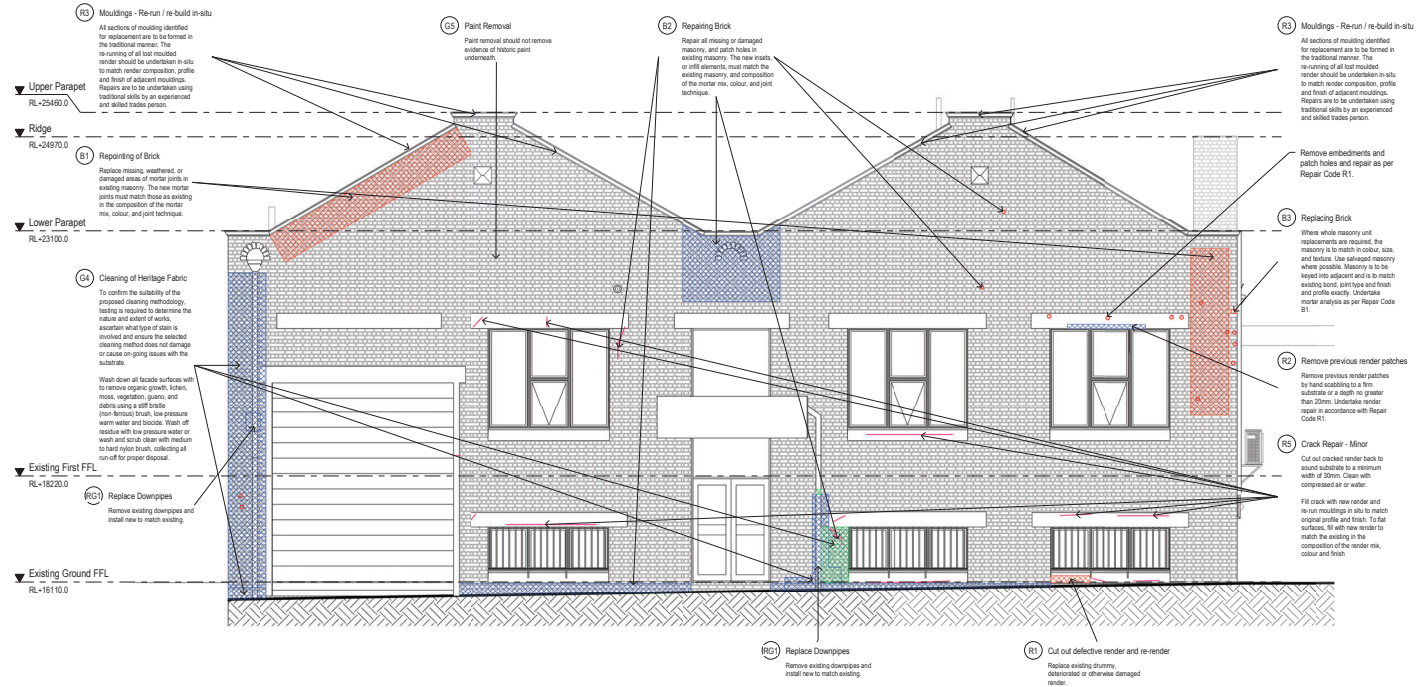 R3 Mouldings - Re-run / re-build in-situ
All sections of moulding identified
for replacement are to be formed in
the traditional manner. The
re-running of all lost moulded
render should be undertaken in-situ
to match render composition, profile
and finish of adjacent mouldings.
Repairs are to be undertaken using
traditional skills by an experienced
and skilled trades person.
G5 Paint Removal
Paint removal should not remove
evidence of historic paint
underneath.
B2 Repairing Brick
Repair all missing or damaged
masonry, and patch holes in
existing masonry. The new insets,
or infill elements, must match the
existing masonry, and composition
of the mortar mix, colour, and joint
technique.
R3 Mouldings - Re-run / re-build in-situ
All sections of moulding identified
for replacement are to be formed in
the traditional manner. The
re-running of all lost moulded
render should be undertaken in-situ
to match render composition, profile
and finish of adjacent mouldings.
Repairs are to be undertaken using
traditional skills by an experienced
and skilled trades person.
Upper Parapet
RL+25460.0
Ridge
RL+24970.0
B1 Repointing of Brick
Replace missing, weathered, or
damaged areas of mortar joints in
existing masonry. The new mortar
joints must match those as existing
in the composition of the mortar
mix, colour, and joint technique.
Remove embedments and
patch holes and repair as per
Repair Code R1.
Lower Parapet
RL+23100.0
B3 Replacing Brick
Where whole masonry unit
replacements are required, the
masonry is to match in colour, size,
and texture. Use salvaged masonry
where possible. Masonry is to be
keyed into adjacent and is to match
existing bond, joint type and finish
and profile exactly. Undertake
mortar analysis as per Repair Code
B1.
G4 Cleaning of Heritage Fabric
To confirm the suitability of the
proposed cleaning methodology,
testing is required to determine the
nature and extent of works,
ascertain what type of stain is
involved and ensure the selected
cleaning method does not damage
or cause on-going issues with the
substrate.
Wash down all facade surfaces with
to remove organic growth, lichen,
moss, vegetation, guano, and
debris using a stiff bristle
(non-ferrous) brush, low pressure
warm water and biocide. Wash off
residue with low pressure water or
wash and scrub clean with medium
to hard nylon brush, collecting all
run-off for proper disposal.
R2 Remove previous render patches
Remove previous render patches
by hand scabbling to a firm
substrate or a depth no greater
than 20mm. Undertake render
repair in accordance with Repair
Code R1.
R5 Crack Repair - Minor
Cut out cracked render back to
sound substrate to a minimum
width of 30mm. Clean with
compressed air or water.
Fill crack with new render and
re-run mouldings in situ to match
original profile and finish. To flat
surfaces, fill with new render to
match the existing in the
composition of the render mix,
colour and finish
Existing First FFL
RL+18220.0
RG1 Replace Downpipes
Remove existing downpipes and
install new to match existing.
Existing Ground FFL
RL+16110.0
RG1 Replace Downpipes
Remove existing downpipes and
install new to match existing.
R1 Cut out defective render and re-render
Replace existing drummy,
deteriorated or otherwise damaged
render.